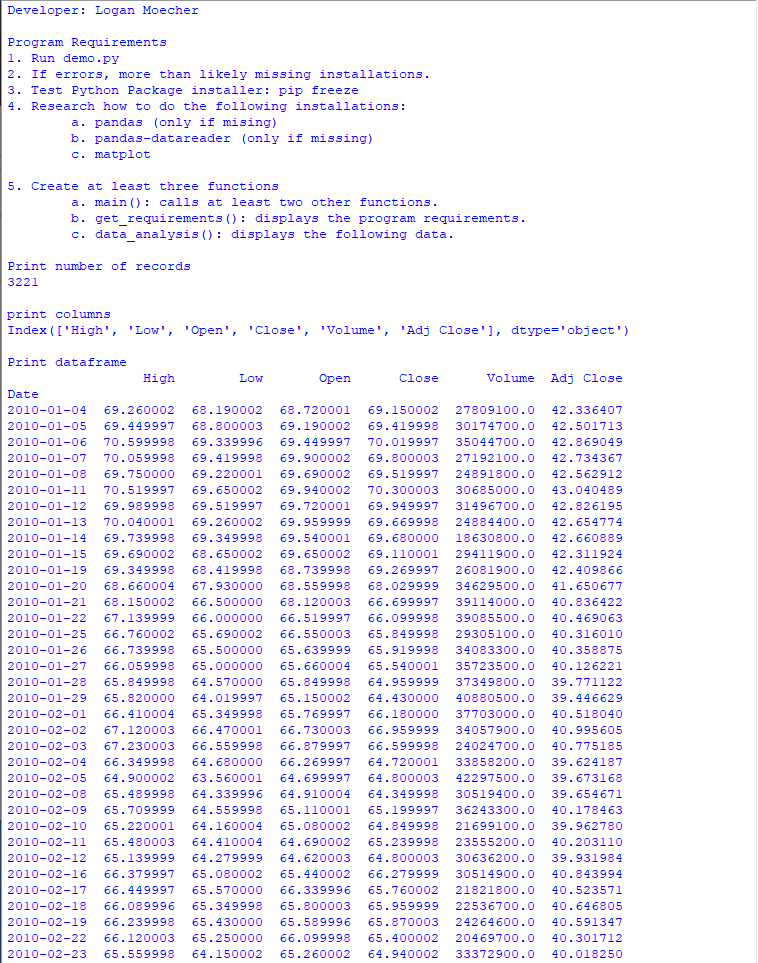 Developer: Logan Moecher
Program Requirements
1. Run demo.py
2. If errors, more than likely missing installations.
3. Test Python Package installer: pip freeze
4. Research how to do the following installations:
a. pandas (only if mising)
b. pandas-datareader (only if missing)
c. matplot
5. Create at least three functions
a. main(): calls at least two other functions.
b. get_requirements(): displays the program requirements.
c. data_analysis(): displays the following data.
Print number of records
3221
print columns
Index(['High', 'Low', 'Open', 'Close', 'Volume', 'Adj Close'], dtype='object')
Print dataframe
High Low Open Close Volume Adj Close
Date
2010-01-04 69.260002 68.190002 68.720001 69.150002 27809100.0 42.336407
2010-01-05 69.449997 68.800003 69.190002 69.419998 30174700.0 42.501713
2010-01-06 70.599998 69.339996 69.449997 70.019997 35044700.0 42.869049
2010-01-07 70.059998 69.419998 69.900002 69.800003 27192100.0 42.734367
2010-01-08 69.750000 69.220001 69.690002 69.519997 24891800.0 42.562912
2010-01-11 70.519997 69.650002 69.940002 70.300003 30685000.0 43.040489
2010-01-12 69.989998 69.519997 69.720001 69.949997 31496700.0 42.826195
2010-01-13 70.040001 69.260002 69.959999 69.669998 24884400.0 42.654774
2010-01-14 69.739998 69.349998 69.540001 69.680000 18630800.0 42.660889
2010-01-15 69.690002 68.650002 69.650002 69.110001 29411900.0 42.311924
2010-01-19 69.349998 68.419998 68.739998 69.269997 26081900.0 42.409866
2010-01-20 68.660004 67.930000 68.559998 68.029999 34629500.0 41.650677
2010-01-21 68.150002 66.500000 68.120003 66.699997 39114000.0 40.836422
2010-01-22 67.139999 66.000000 66.519997 66.099998 39085500.0 40.469063
2010-01-25 66.760002 65.690002 66.550003 65.849998 29305100.0 40.316010
2010-01-26 66.739998 65.500000 65.639999 65.919998 34083300.0 40.358875
2010-01-27 66.059998 65.000000 65.660004 65.540001 35723500.0 40.126221
2010-01-28 65.849998 64.570000 65.849998 64.959999 37349800.0 39.771122
2010-01-29 65.820000 64.019997 65.150002 64.430000 40880500.0 39.446629
2010-02-01 66.410004 65.349998 65.769997 66.180000 37703000.0 40.518040
2010-02-02 67.120003 66.470001 66.730003 66.959999 34057900.0 40.995605
2010-02-03 67.230003 66.559998 66.879997 66.599998 24024700.0 40.775185
2010-02-04 66.349998 64.680000 66.269997 64.720001 33858200.0 39.624187
2010-02-05 64.900002 63.560001 64.699997 64.800003 42297500.0 39.673168
2010-02-08 65.489998 64.339996 64.910004 64.349998 30519400.0 39.654671
2010-02-09 65.709999 64.559998 65.110001 65.199997 36243300.0 40.178463
2010-02-10 65.220001 64.160004 65.080002 64.849998 21699100.0 39.962780
2010-02-11 65.480003 64.410004 64.690002 65.239998 23555200.0 40.203110
2010-02-12 65.139999 64.279999 64.620003 64.800003 30636200.0 39.931984
2010-02-16 66.379997 65.080002 65.440002 66.279999 30514900.0 40.843994
2010-02-17 66.449997 65.570000 66.339996 65.760002 21821800.0 40.523571
2010-02-18 66.089996 65.349998 65.800003 65.959999 22536700.0 40.646805
2010-02-19 66.239998 65.430000 65.589996 65.870003 24264600.0 40.591347
2010-02-22 66.120003 65.250000 66.099998 65.400002 20469700.0 40.301712
2010-02-23 65.559998 64.150002 65.260002 64.940002 33372900.0 40.018250